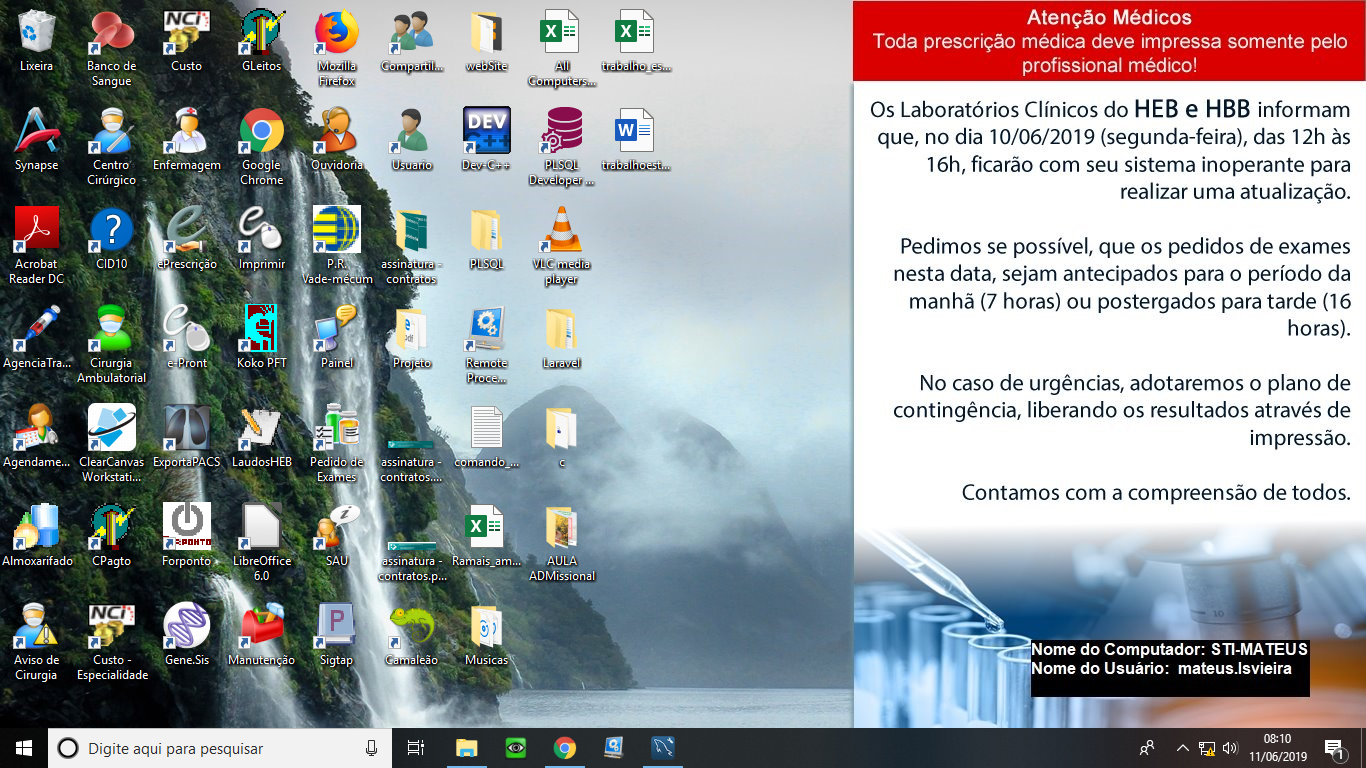 Lixeira
Banco de
Sangue
NCi
Custo
GLeitos
Mozilla
Firefox
Compartil...
webSite
All
Computers...
trabalho_es...
Synapse
Centro
Cirúrgico
Enfermagem
Google
Chrome
Ouvidoria
Usuario
DEV
Dev-C++
PLSQL
Developer ...
trabalhoest...
Acrobat
Reader DC
CID10
ePrescrição
Imprimir
P.R.
Vade-mécum
assinatura -
contratos
PLSQL
VLC media
player
AgenciaTra...
Cirurgia
Ambulatorial
e-Pront
Koko PFT
Painel
Projeto
Remote
Proce...
Laravel
Agendame...
ClearCanvas
Workstati...
ExportaPACS
LaudosHEB
Pedido de
Exames
assinatura -
contratos....
comando_...
c
Almoxarifado
CPagto
FORPONTO
Forponto
LibreOffice
6.0
SAU
assinatura -
contratos.p...
Ramais_am...
AULA
ADMissional
Aviso de
Cirurgia
NCi
Custo -
Especialidade
Gene.Sis
Manutenção
P
Sigtap
Camaleão
Musicas
Atenção Médicos
Toda prescrição médica deve impressa somente pelo
profissional médico!
Os Laboratórios Clínicos do HEB e HBB informam
que, no dia 10/06/2019 (segunda-feira), das 12h às
16h, ficarão com seu sistema inoperante para
realizar uma atualização.
Pedimos se possível, que os pedidos de exames
nesta data, sejam antecipados para o período da
manhã (7 horas) ou postergados para tarde (16
horas).
No caso de urgências, adotaremos o plano de
contingência, liberando os resultados através de
impressão.
Contamos com a compreensão de todos.
10
Nome do Computador: STI-MATEUS
Nome do Usuário: mateus.lsvieira
Digite aqui para pesquisar
08:10
11/06/2019
1